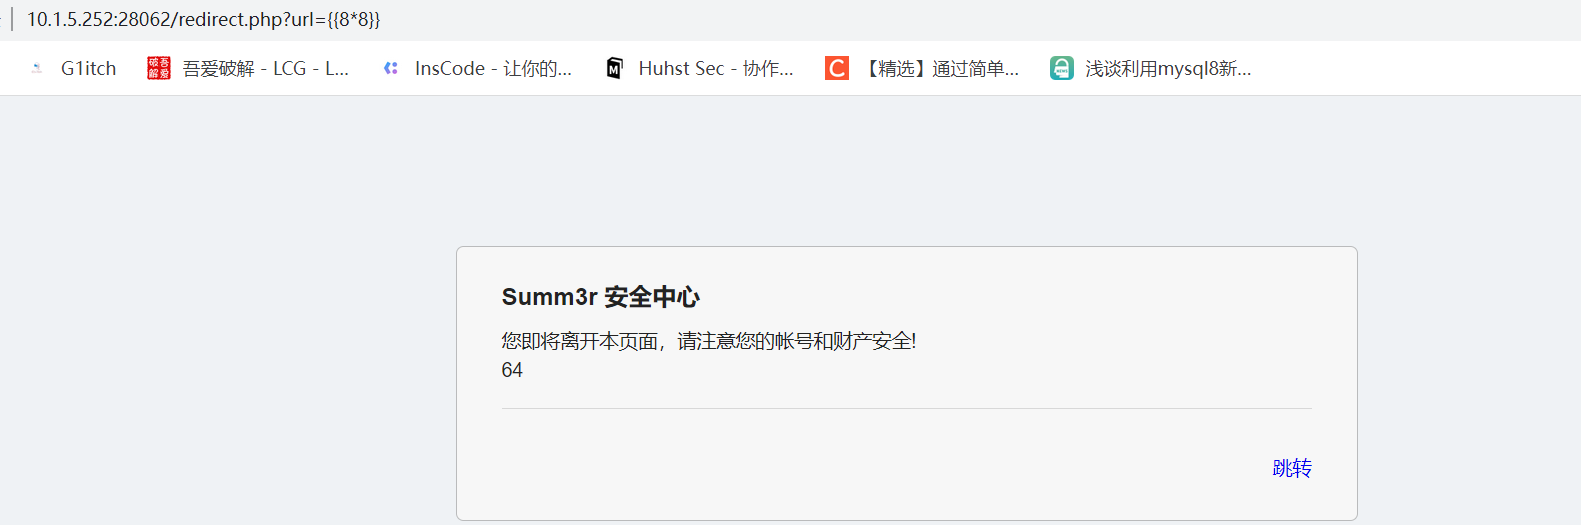 10.1.5.252:28062/redirect.php?url={{8*8}}
G1itch 吾爱破解 - LCG - L... InsCode - 让你的... Huhst Sec - 协作... 【精选】通过简单... 浅谈利用mysql8新...
Summ3r 安全中心
您即将离开本页面，请注意您的帐号和财产安全!
64
跳转